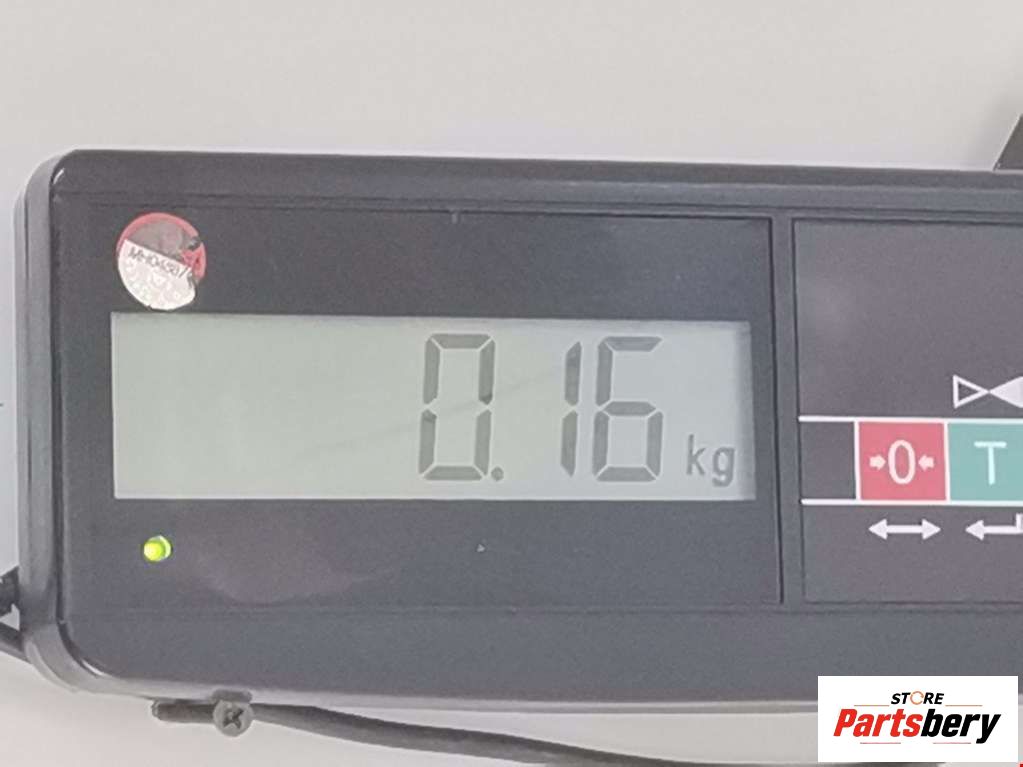 0.16 kg
0
T
STORE
Partsbery